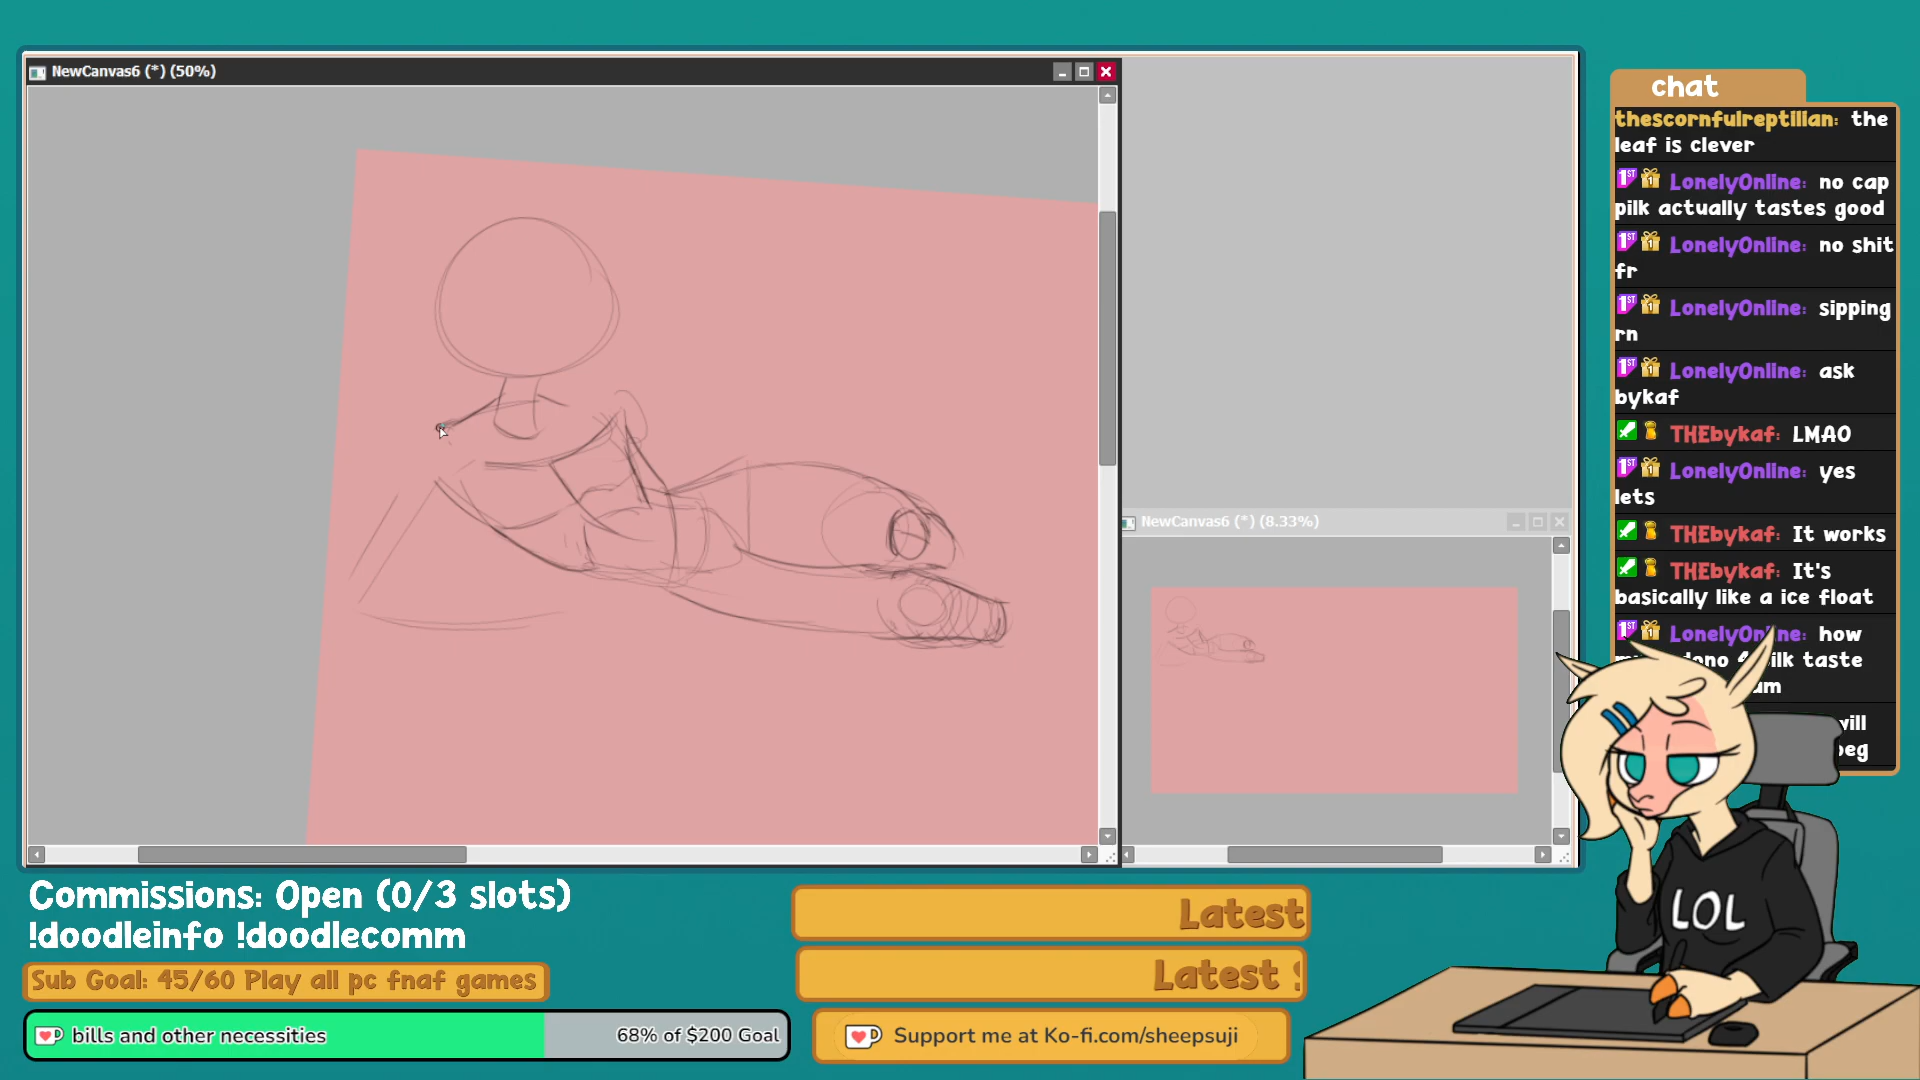 NewCanvas6 (*) (50%)
chat
thescornfulreptilian: the
leaf is clever
LonelyOnline: no cap
pilk actually tastes good
LonelyOnline: no shit
fr
LonelyOnline: sipping
rn
LonelyOnline: ask
bykaf
THEbykaf: LMAO
LonelyOnline: yes
lets
THEbykaf: It works
THEbykaf: It's
basically like a ice float
LonelyOnline: how
taste
NewCanvas6 (*) (8.33%)
LOL
Commissions: Open (0/3 slots)
!doodleinfo !doodlecomm
Sub Goal: 45/60 Play all pc fnaf games
bills and other necessities 68% of $200 Goal
Latest
Latest
Support me at Ko-fi.com/sheepsuji